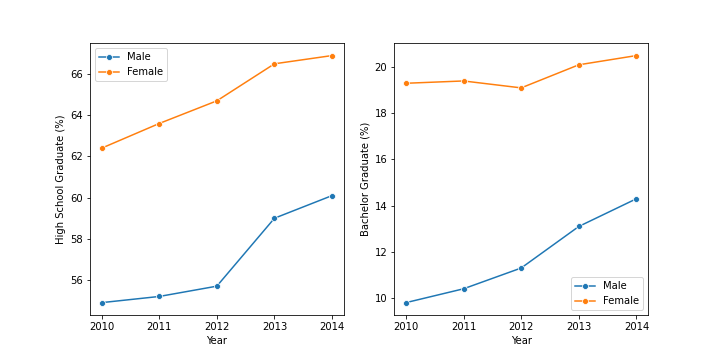 High School Graduate (%)
66
64
62
60
58
56
Male
Female
2010 2011 2012 2013 2014
Year
Bachelor Graduate (%)
20
18
16
14
12
10
Male
Female
2010 2011 2012 2013 2014
Year